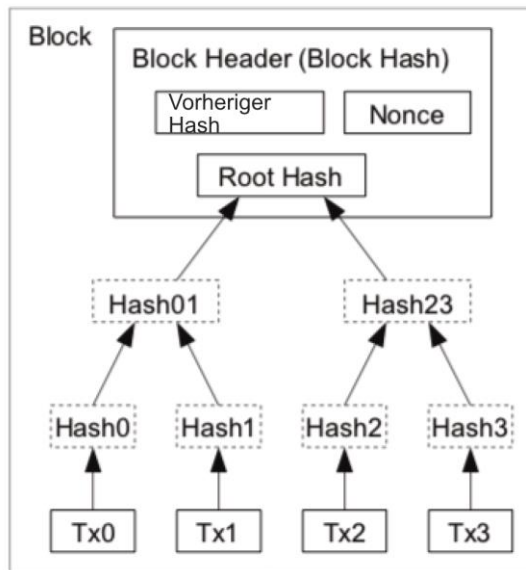 Block
Block Header (Block Hash)
Vorheriger
Hash
Nonce
Root Hash
Hash01
Hash23
Hash0
Hash1
Hash2
Hash3
Tx0
Tx1
Tx2
Tx3